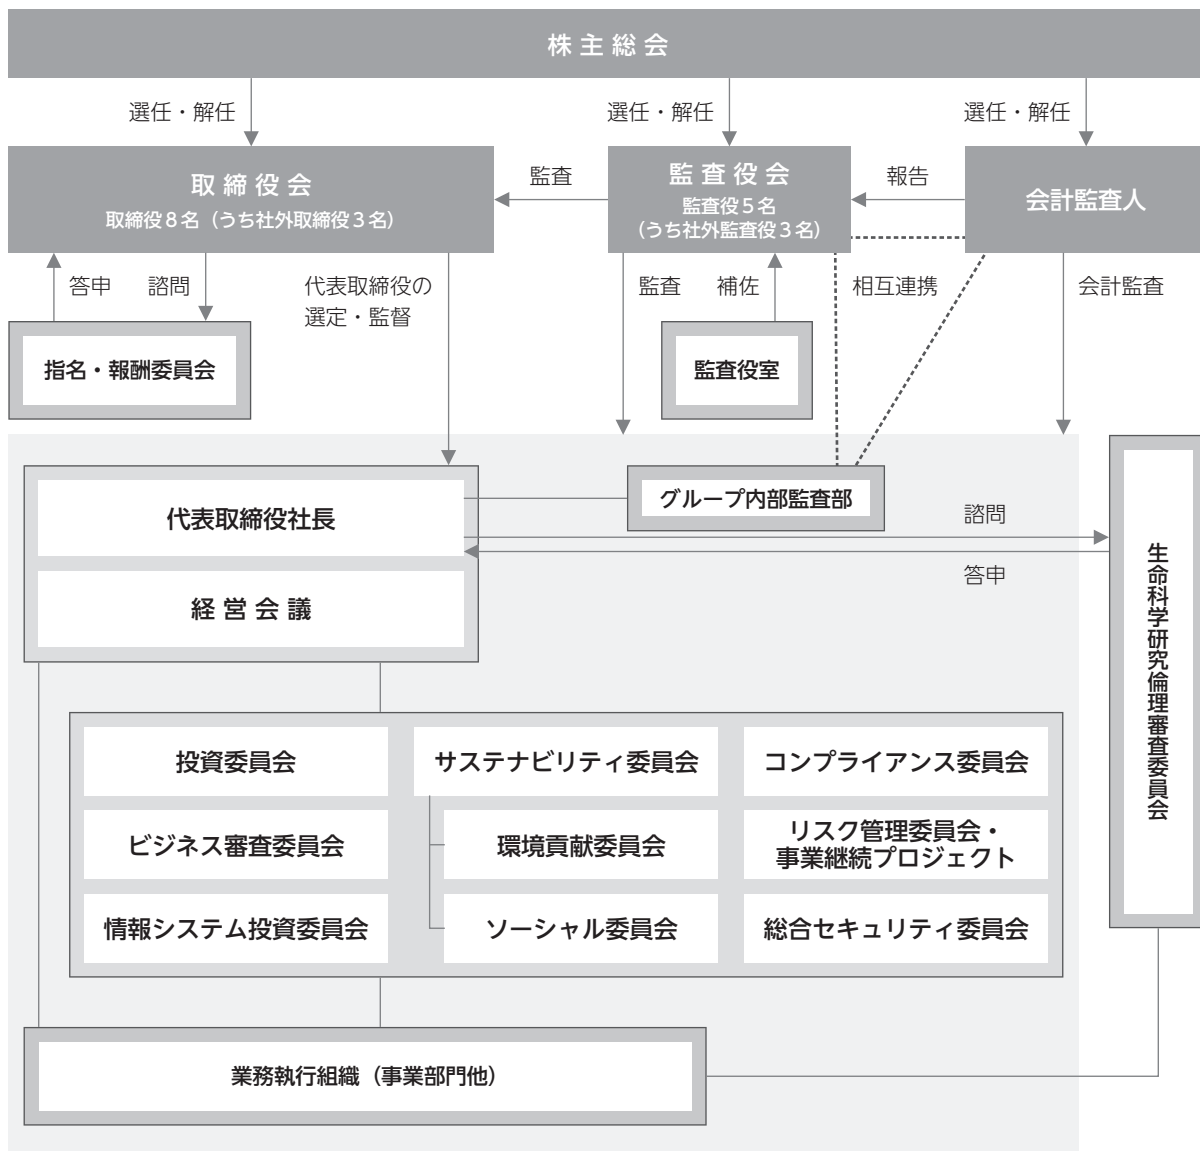 株主総会
選任・解任
選任・解任
選任・解任
取締役会
取締役8名（うち社外取締役3名）
監査
監査役会
監査役5名
（うち社外監査役3名）
報告
会計監査人
答申
諮問
代表取締役の
選定・監督
監査
補佐
相互連携
会計監査
指名・報酬委員会
監査役室
代表取締役社長
グループ内部監査部
諮問
答申
経営会議
生命科学研究倫理審査委員会
投資委員会
サステナビリティ委員会
コンプライアンス委員会
ビジネス審査委員会
環境貢献委員会
リスク管理委員会・
事業継続プロジェクト
情報システム投資委員会
ソーシャル委員会
総合セキュリティ委員会
業務執行組織（事業部門他）